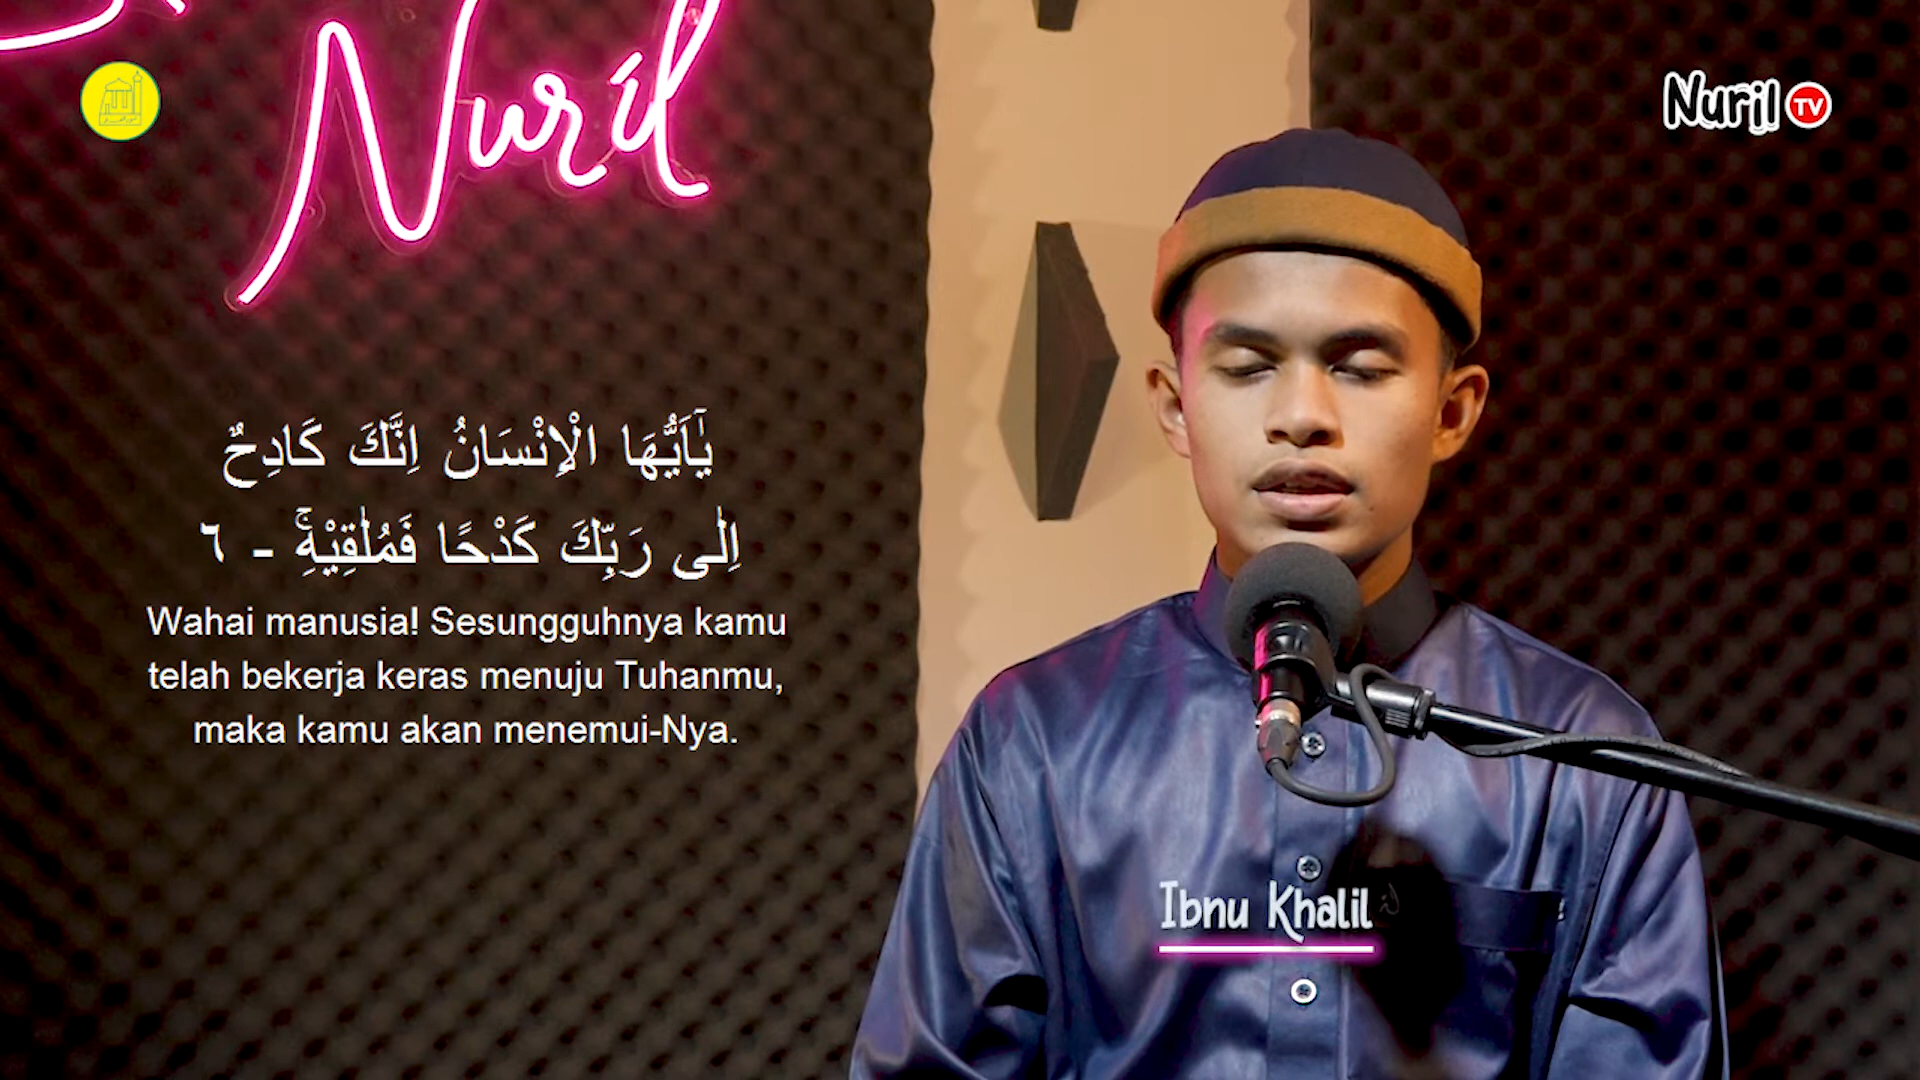 Nuril
Nuril TV
يٰٓاَيُّهَا الْاِنْسَانُ اِنَّكَ كَادِحٌ
اِلٰى رَبِّكَ كَدْحًا فَمُلٰقِيْهِۚ - ٦
Wahai manusia! Sesungguhnya kamu
telah bekerja keras menuju Tuhanmu,
maka kamu akan menemui-Nya.
Ibnu Khalil